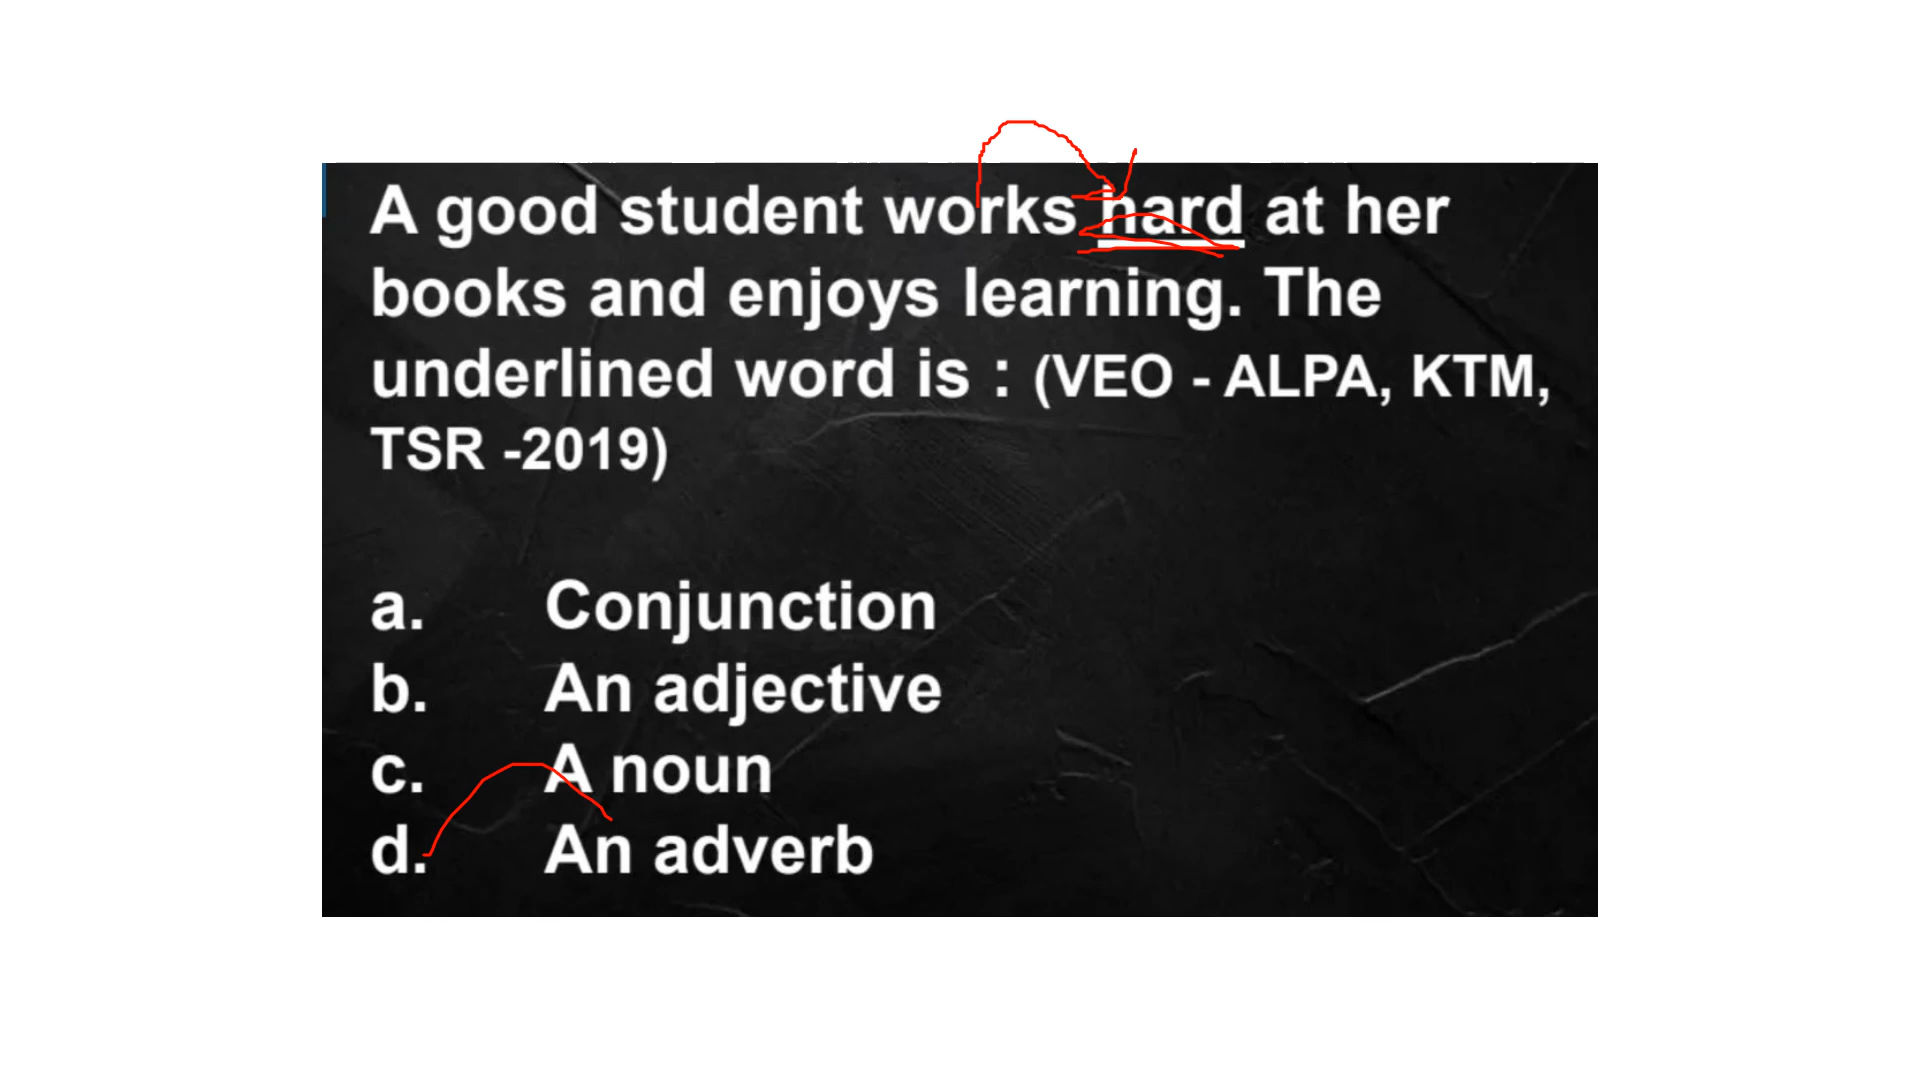 A good student works hard at her
books and enjoys learning. The
underlined word is : (VEO - ALPA, KTM,
TSR -2019)
a. Conjunction
b. An adjective
c. A noun
d. An adverb